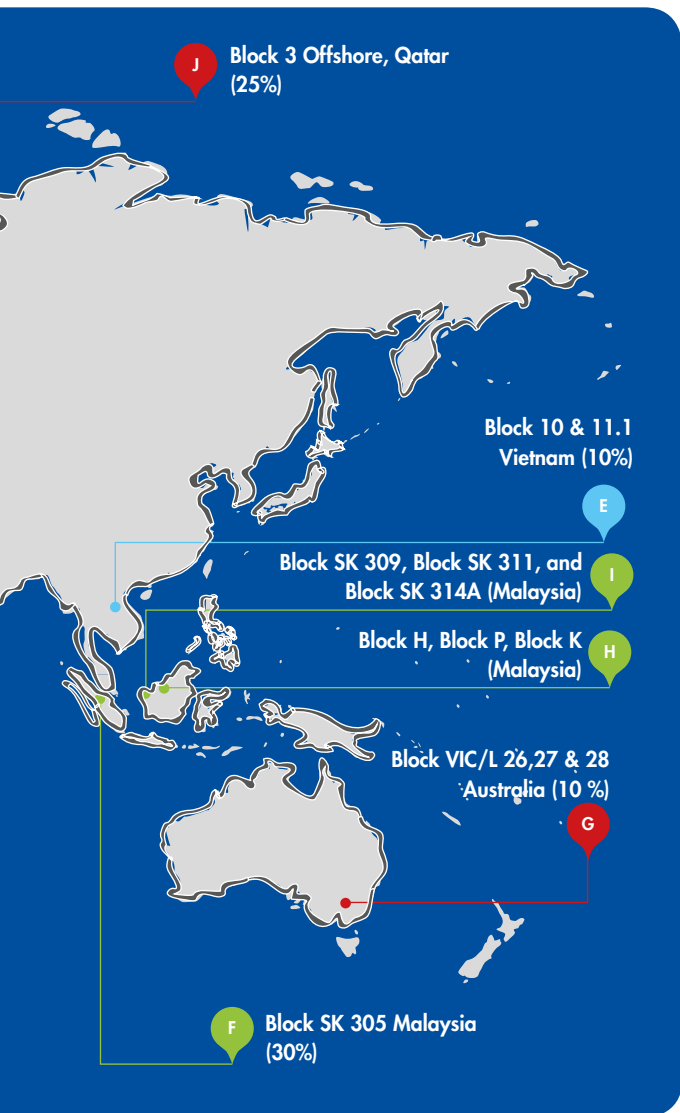 J
Block 3 Offshore, Qatar
(25%)
Block 10 & 11.1
Vietnam (10%)
E
Block SK 309, Block SK 311, and
Block SK 314A (Malaysia)
I
Block H, Block P, Block K
(Malaysia)
H
Block VIC/L 26,27 & 28
Australia (10 %)
G
F
Block SK 305 Malaysia
(30%)